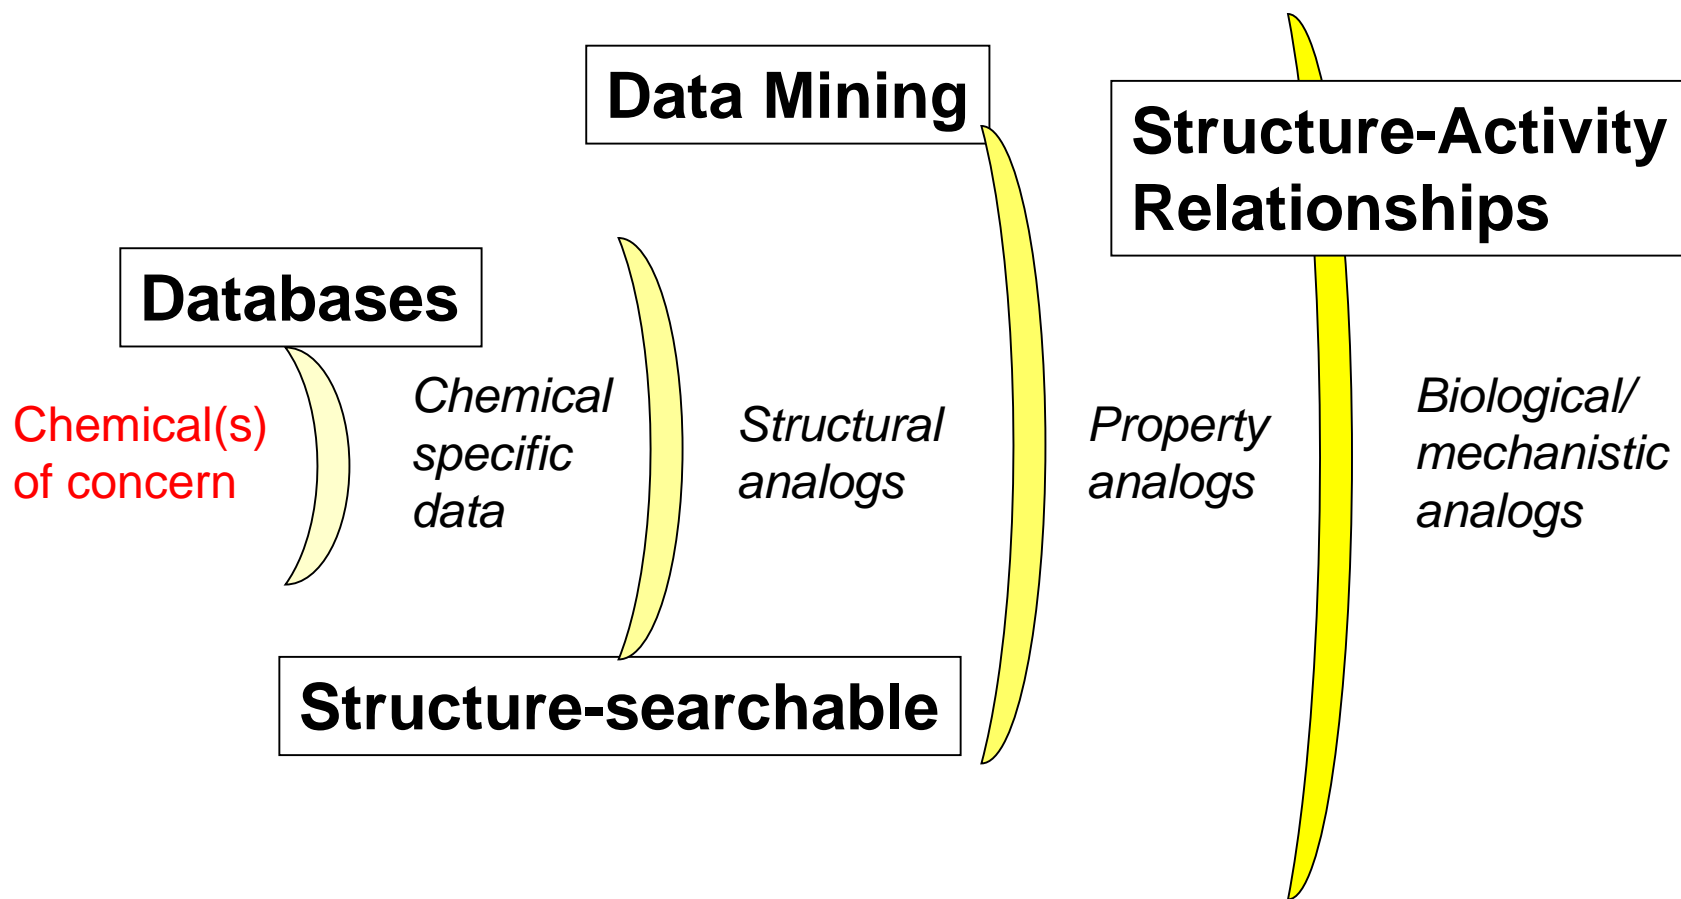 Data Mining
Structure-Activity
Relationships
Databases
Chemical(s)
of concern
Chemical
specific
data
Structural
analogs
Property
analogs
Biological/
mechanistic
analogs
Structure-searchable